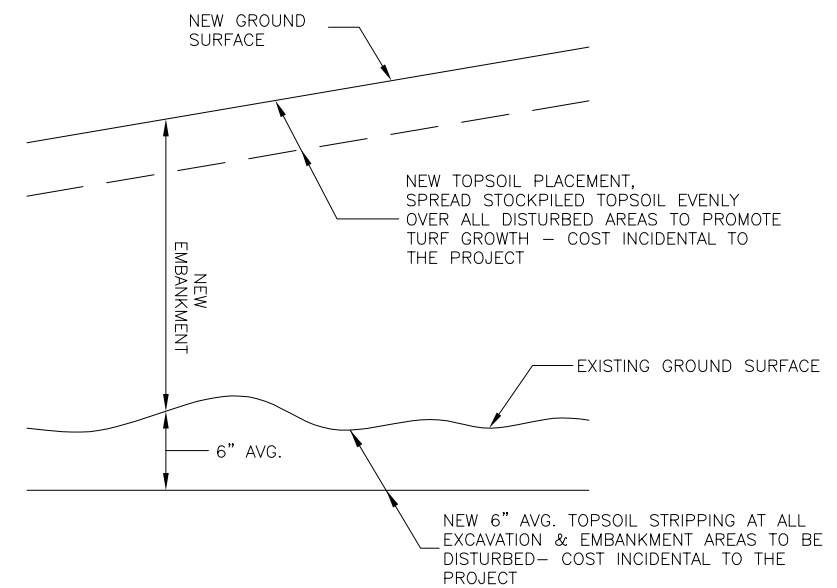 NEW GROUND
SURFACE
NEW TOPSOIL PLACEMENT,
SPREAD STOCKPILED TOPSOIL EVENLY
OVER ALL DISTURBED AREAS TO PROMOTE
TURF GROWTH – COST INCIDENTAL TO
THE PROJECT
NEW
EMBANKMENT
EXISTING GROUND SURFACE
6" AVG.
NEW 6" AVG. TOPSOIL STRIPPING AT ALL
EXCAVATION & EMBANKMENT AREAS TO BE
DISTURBED– COST INCIDENTAL TO THE
PROJECT